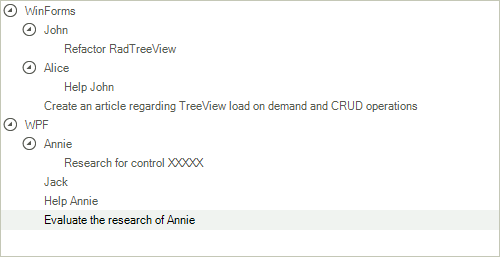 WinForms
John
Refactor RadTreeView
Alice
Help John
Create an article regarding TreeView load on demand and CRUD operations
WPF
Annie
Research for control XXXXX
Jack
Help Annie
Evaluate the research of Annie